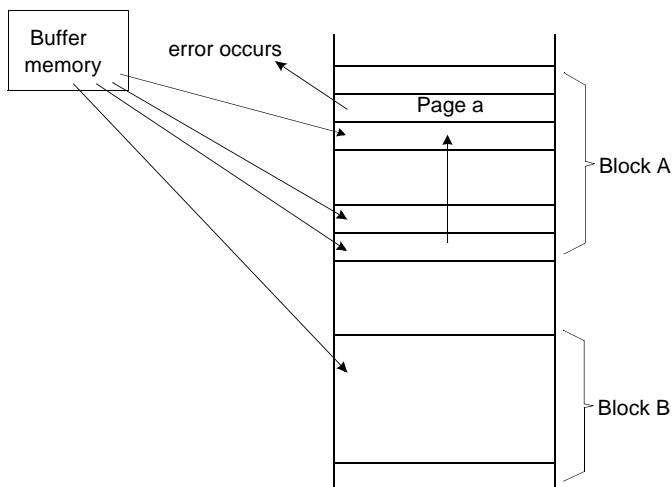 Buffer
memory
error occurs
Page a
Block A
Block B